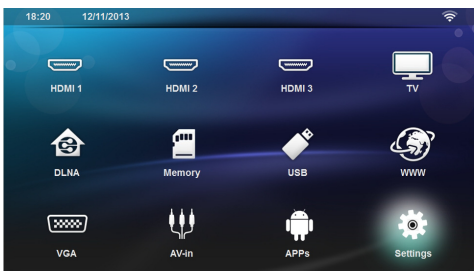 18:20 12/11/2013
HDMI 1 HDMI 2 HDMI 3 TV
DLNA Memory USB WWW
VGA AV-in APPs Settings